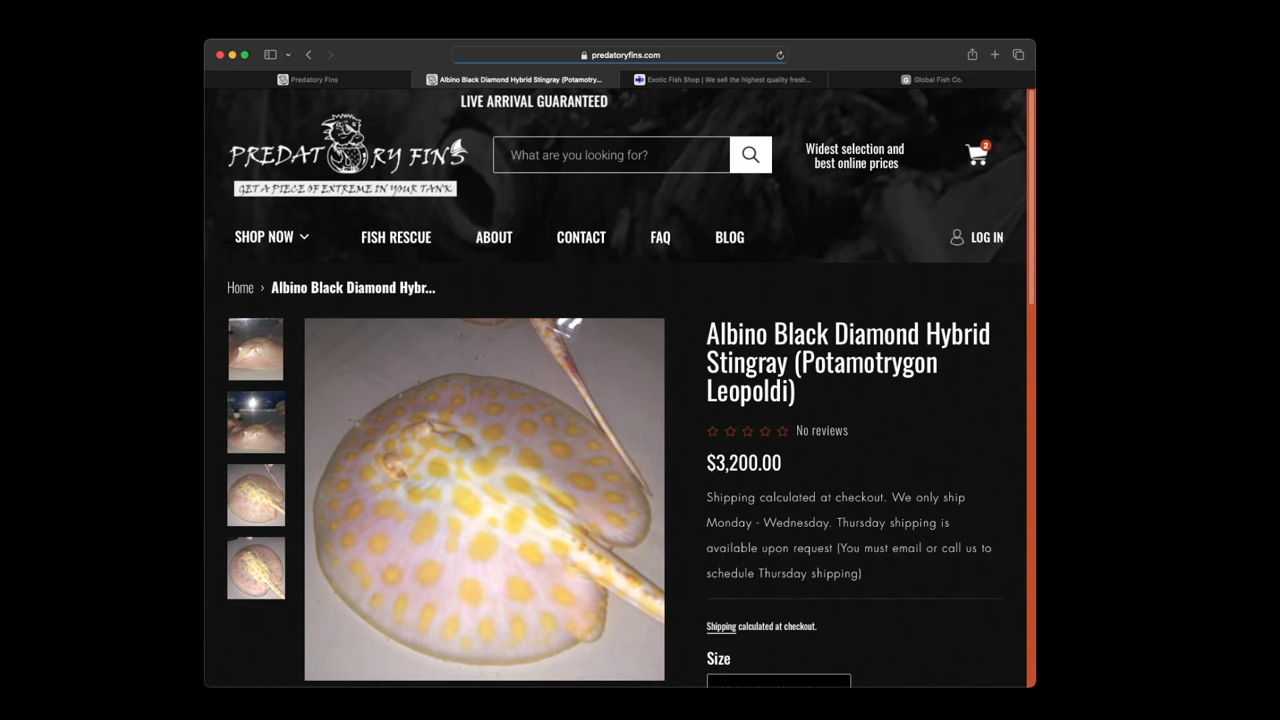 predatoryfins.com
Predatory Fins
Albino Black Diamond Hybrid Stingray (Potamotry...
Exotic Fish Shop | We sell the highest quality fresh...
Global Fish Co.
LIVE ARRIVAL GUARANTEED
PREDATORY FINS
GET A PIECE OF EXTREME IN YOUR TANK
What are you looking for?
Widest selection and
best online prices
2
SHOP NOW
FISH RESCUE
ABOUT
CONTACT
FAQ
BLOG
LOG IN
Home › Albino Black Diamond Hybr...
Albino Black Diamond Hybrid
Stingray (Potamotrygon
Leopoldi)
No reviews
$3,200.00
Shipping calculated at checkout. We only ship
Monday - Wednesday. Thursday shipping is
available upon request (You must email or call us to
schedule Thursday shipping)
Shipping calculated at checkout.
Size